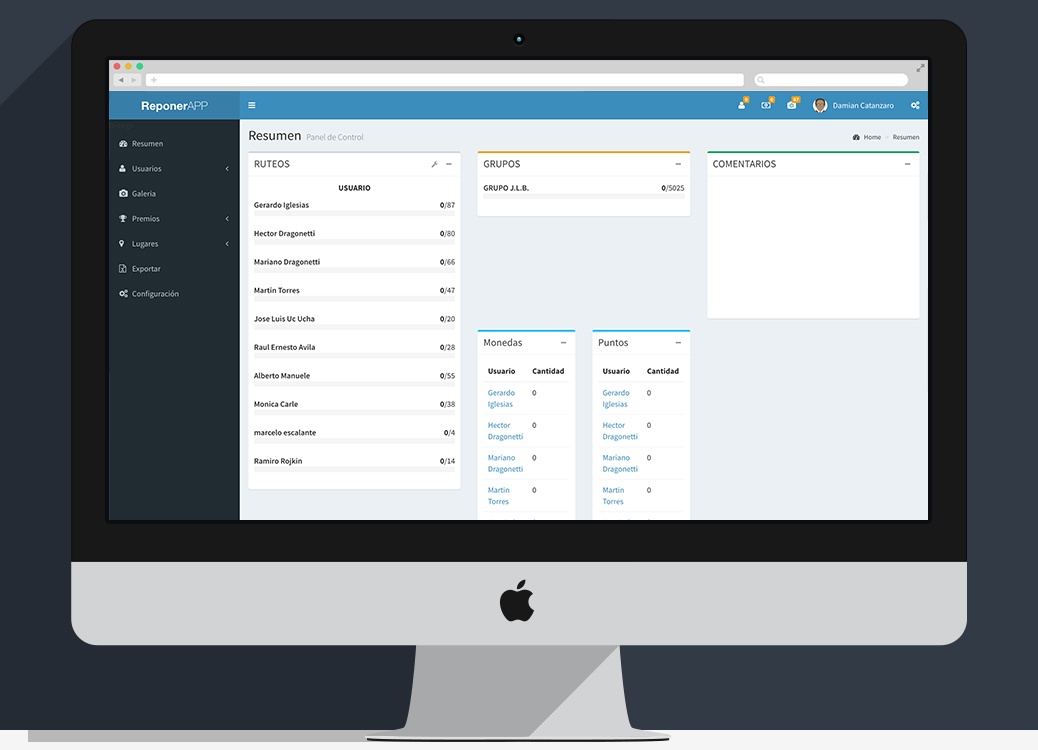 ReponerAPP
Damian Catanzaro
Resumen
Usuarios
Galeria
Premios
Lugares
Exportar
Configuración
Resumen Panel de Control
Home Resumen
RUTEOS
USUARIO
Gerardo Iglesias 0/87
Hector Dragonetti 0/80
Mariano Dragonetti 0/66
Martín Torres 0/47
Jose Luis Uc Ucha 0/20
Raul Ernesto Avila 0/28
Alberto Manuele 0/55
Monica Carle 0/38
marcelo escalante 0/4
Ramiro Rojkin 0/14
GRUPOS
GRUPO J.L.B. 0/5025
COMENTARIOS
Monedas
Usuario Cantidad
Gerardo 0
Iglesias
Hector 0
Dragonetti
Mariano 0
Dragonetti
Martín 0
Torres
Puntos
Usuario Cantidad
Gerardo 0
Iglesias
Hector 0
Dragonetti
Mariano 0
Dragonetti
Martín 0
Torres